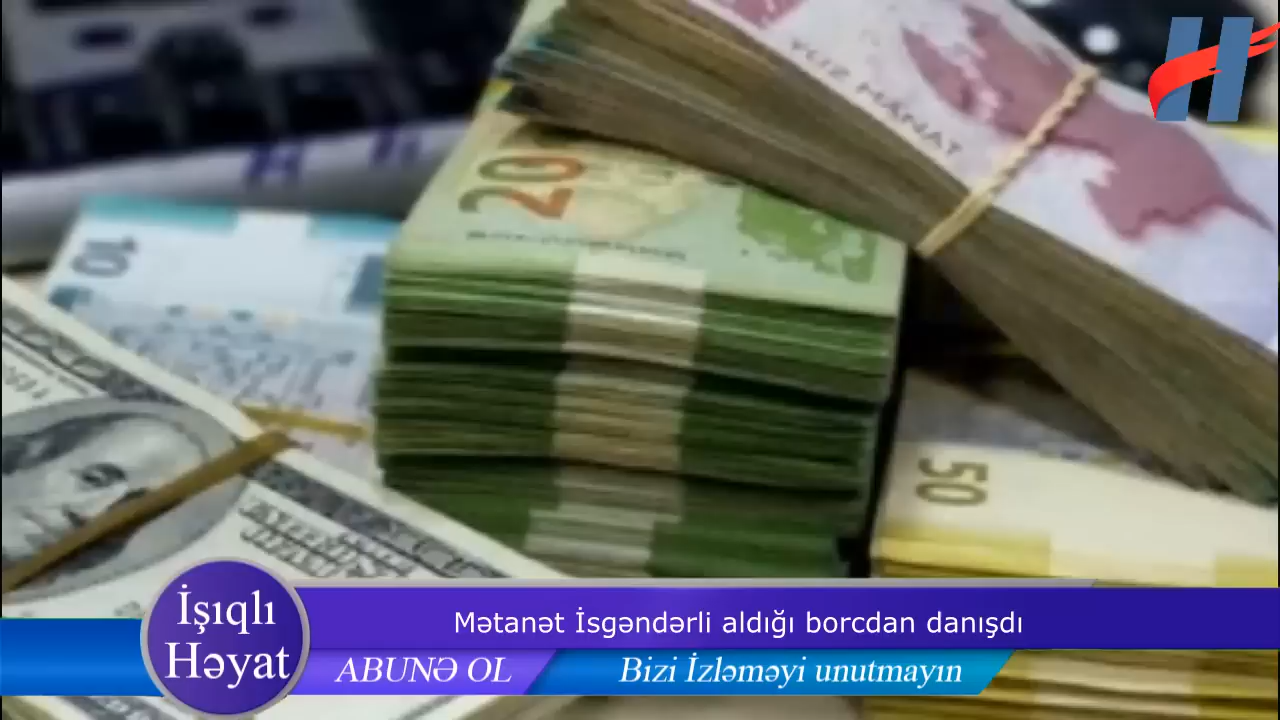 H
YÜZ MANAT
20
10
50
İşıqlı
Həyat
Mətanət İsgəndərli aldığı borcdan danışdı
ABUNƏ OL
Bizi İzləməyi unutmayın